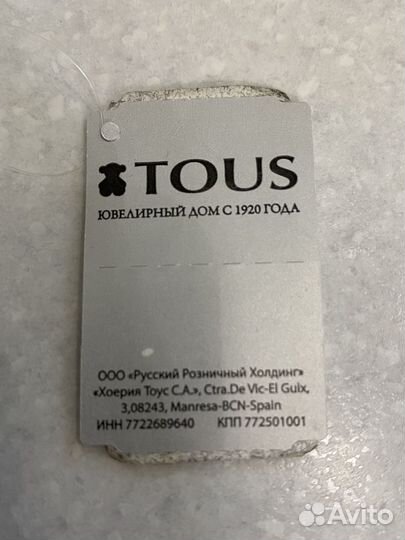 TOUS
ЮВЕЛИРНЫЙ ДОМ С 1920 ГОДА
ООО «Русский Розничный Холдинг»
«Хоерия Тоус С.А.», Ctra.De Vic-El Guix,
3,08243, Manresa-BCN-Spain
ИНН 7722689640 КПП 772501001
Avito